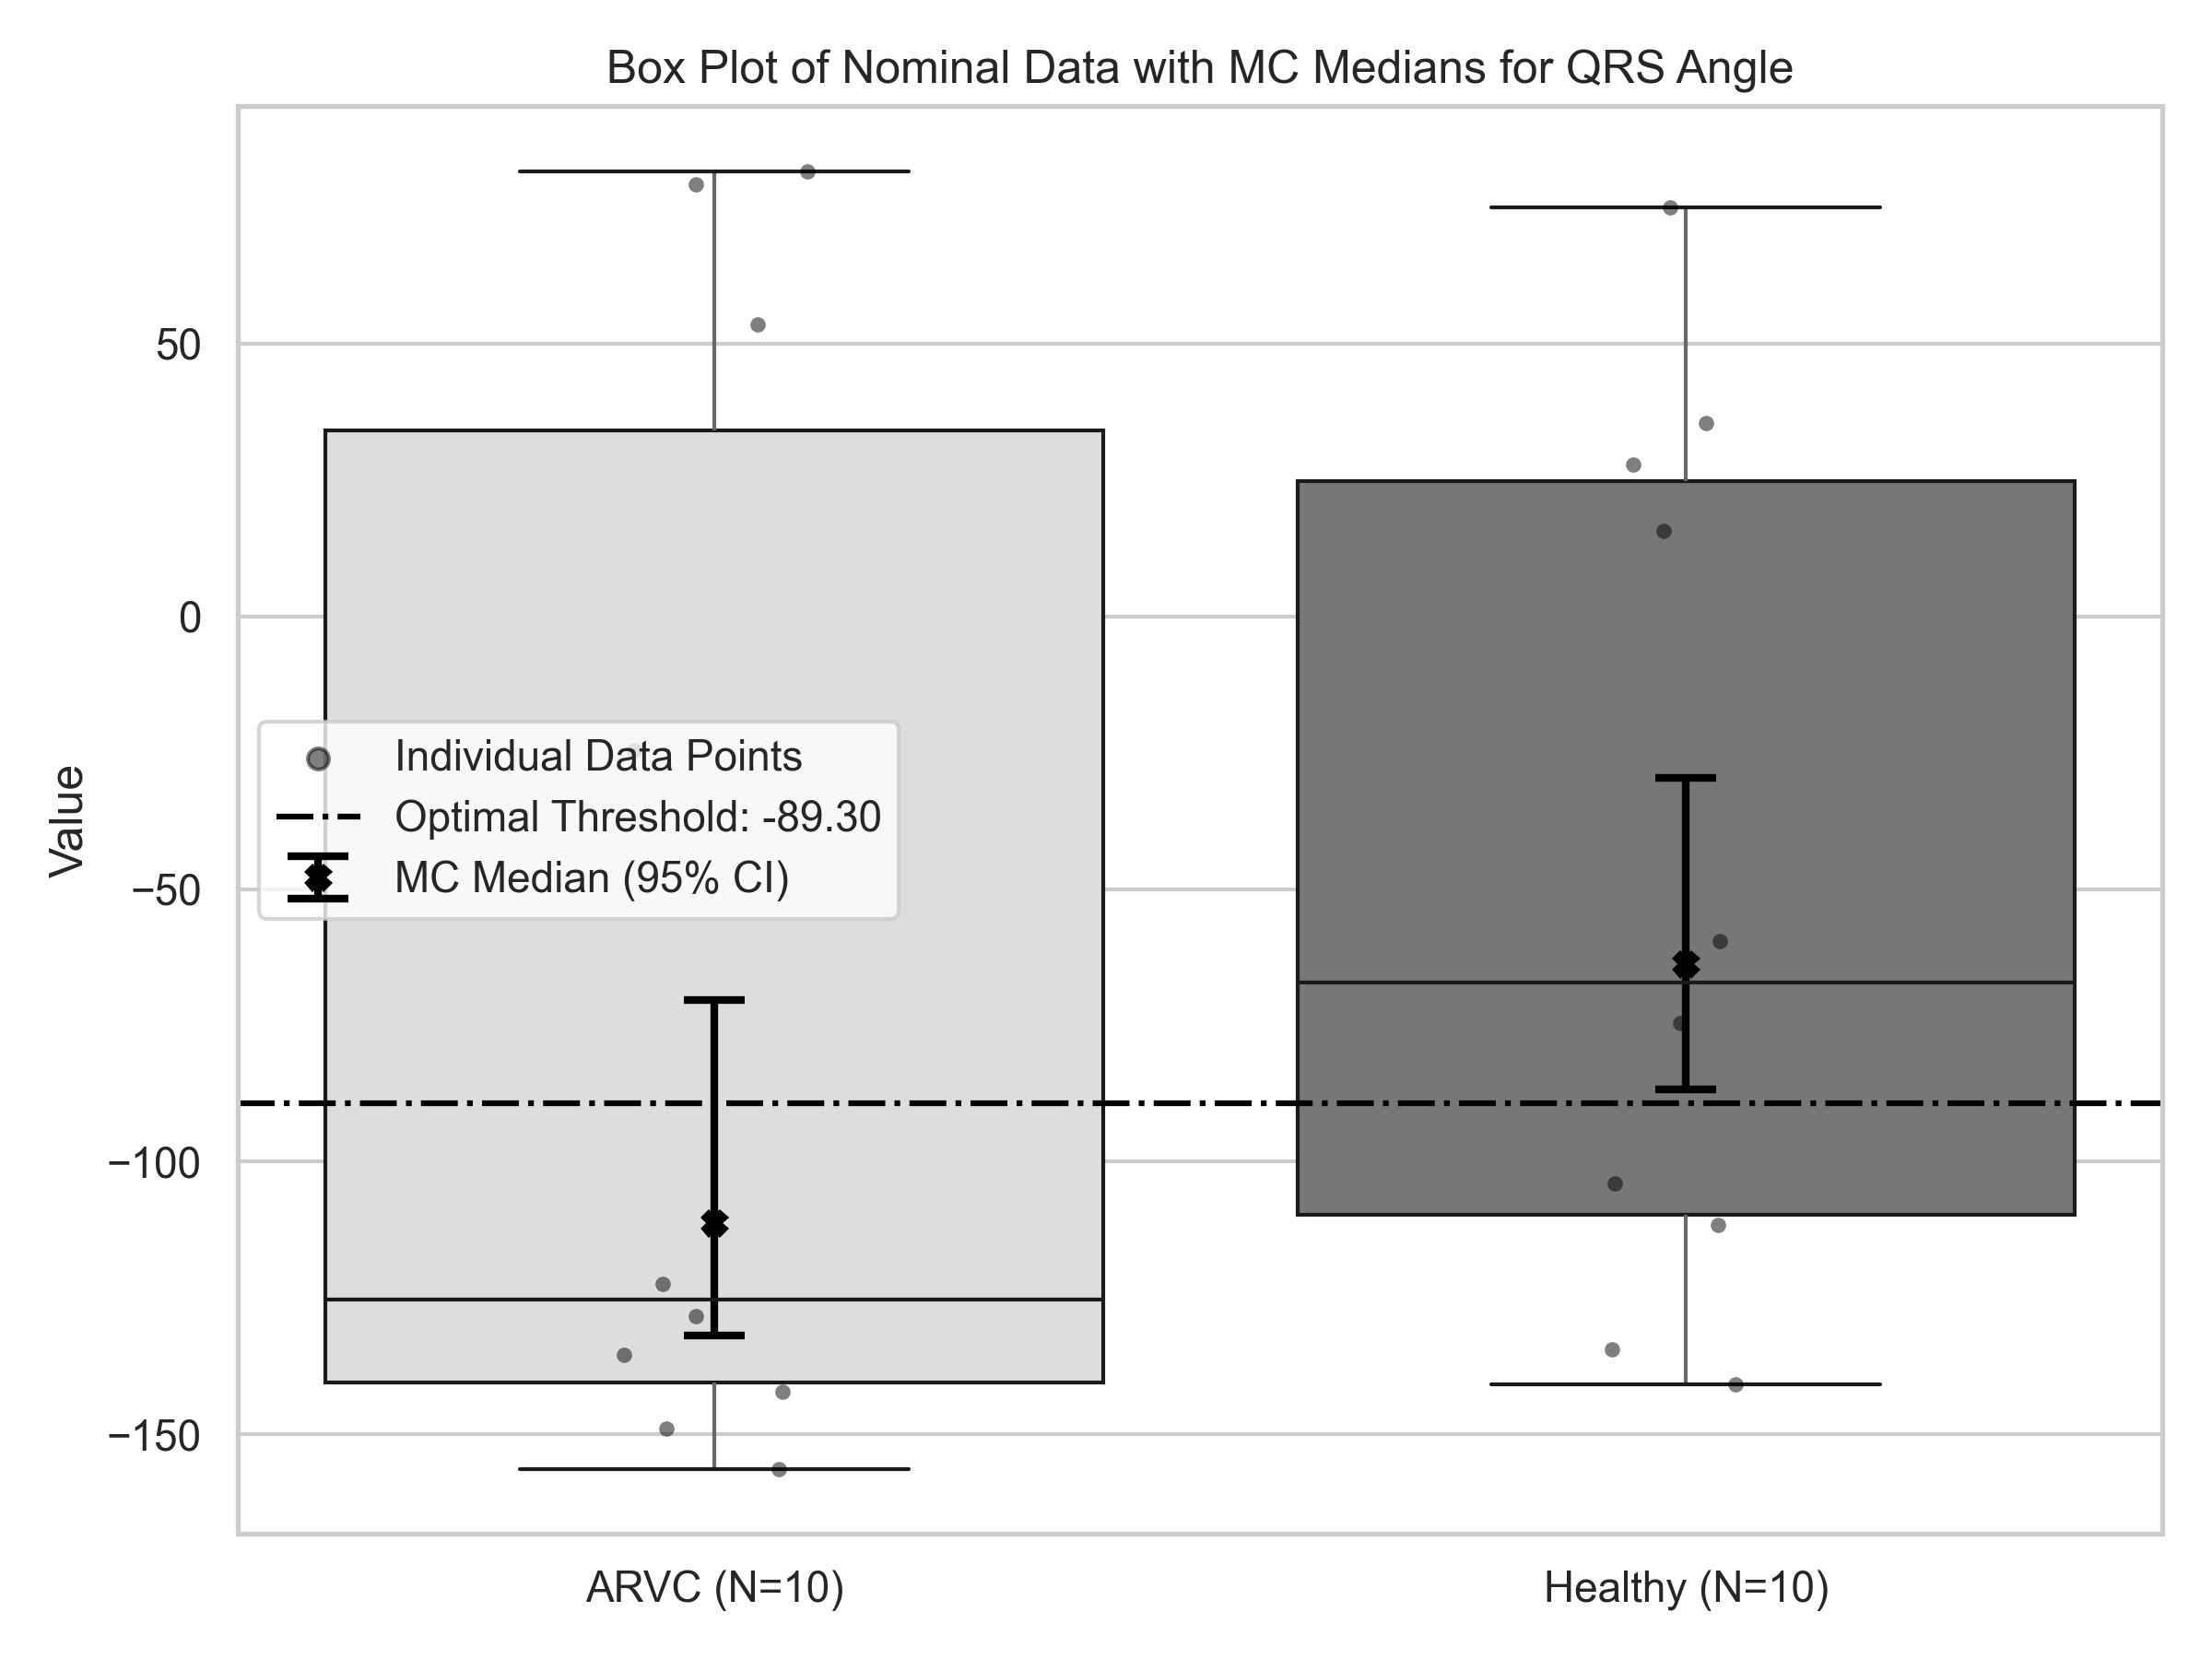 Box Plot of Nominal Data with MC Medians for QRS Angle
Value
50
0
−50
−100
−150
Individual Data Points
Optimal Threshold: -89.30
MC Median (95% CI)
ARVC (N=10)
Healthy (N=10)